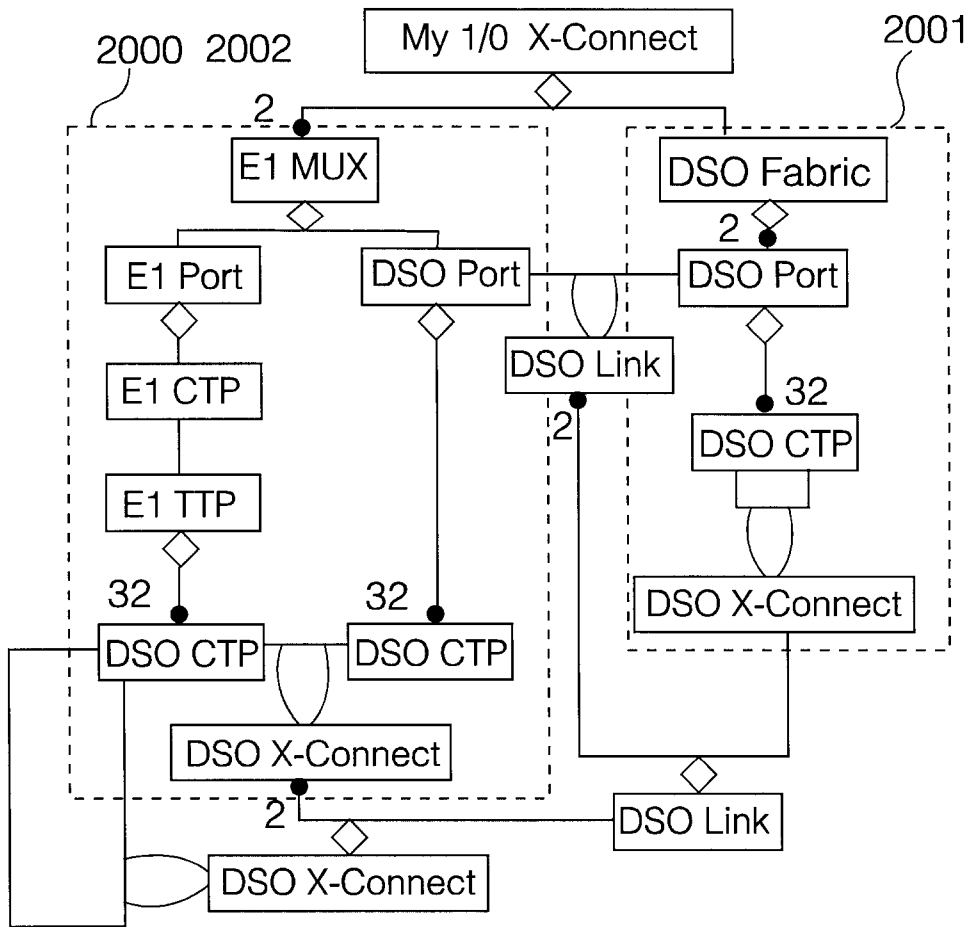 My 1/0 X-Connect
2000 2002
2001
2
E1 MUX
DSO Fabric
2
E1 Port
DSO Port
DSO Port
DSO Link
2
E1 CTP
32
DSO CTP
E1 TTP
32
32
DSO X-Connect
DSO CTP
DSO CTP
DSO X-Connect
2
DSO Link
DSO X-Connect